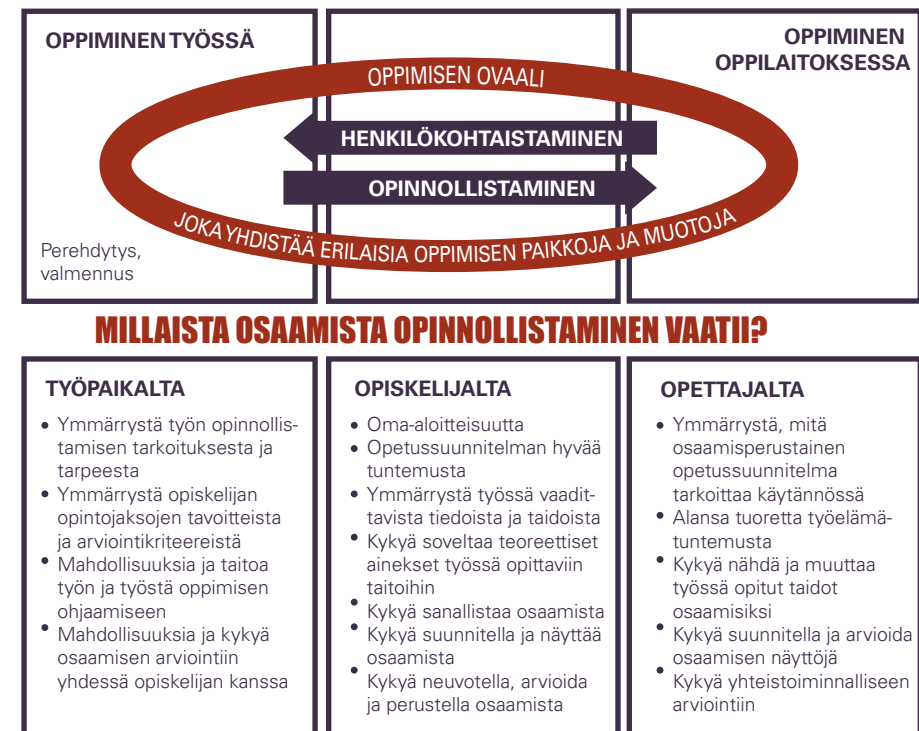 OPPIMINEN TYÖSSÄ
OPPIMINEN
OPPILAITOKSESSA
OPPIMISEN OVAALI
HENKILÖKOHTAISTAMINEN
OPINNOLLISTAMINEN
JOKA YHDISTÄÄ ERILAISIA OPPIMISEN PAIKKOJA JA MUOTOJA
Perehdytys,
valmennus
MILLAISTA OSAAMISTA OPINNOLLISTAMINEN VAATII?
TYÖPAIKALTA
• Ymmärrystä työn opinnollis-
tamisen tarkoituksesta ja
tarpeesta
• Ymmärrystä opiskelijan
opintojaksojen tavoitteista
ja arviointikriteereistä
• Mahdollisuuksia ja taitoa
työn ja työstä oppimisen
ohjaamiseen
• Mahdollisuuksia ja kykyä
osaamisen arviointiin
yhdessä opiskelijan kanssa
OPISKELIJALTA
• Oma-aloitteisuutta
• Opetussuunnitelman hyvää
tuntemusta
• Ymmärrystä työssä vaadit-
tavista tiedoista ja taidoista
• Kykyä soveltaa teoreettiset
ainekset työssä opittaviin
taitoihin
• Kykyä sanallistaa osaamista
• Kykyä suunnitella ja näyttää
osaamista
• Kykyä neuvotella, arvioida
ja perustella osaamista
OPETTAJALTA
• Ymmärrystä, mitä
osaamisperustainen
opetussuunnitelma
tarkoittaa käytännössä
• Alansa tuoretta työelämä-
tuntemusta
• Kykyä nähdä ja muuttaa
työssä opitut taidot
osaamisiksi
• Kykyä suunnitella ja arvioida
osaamisen näyttöjä
• Kykyä yhteistoiminnalliseen
arviointiin